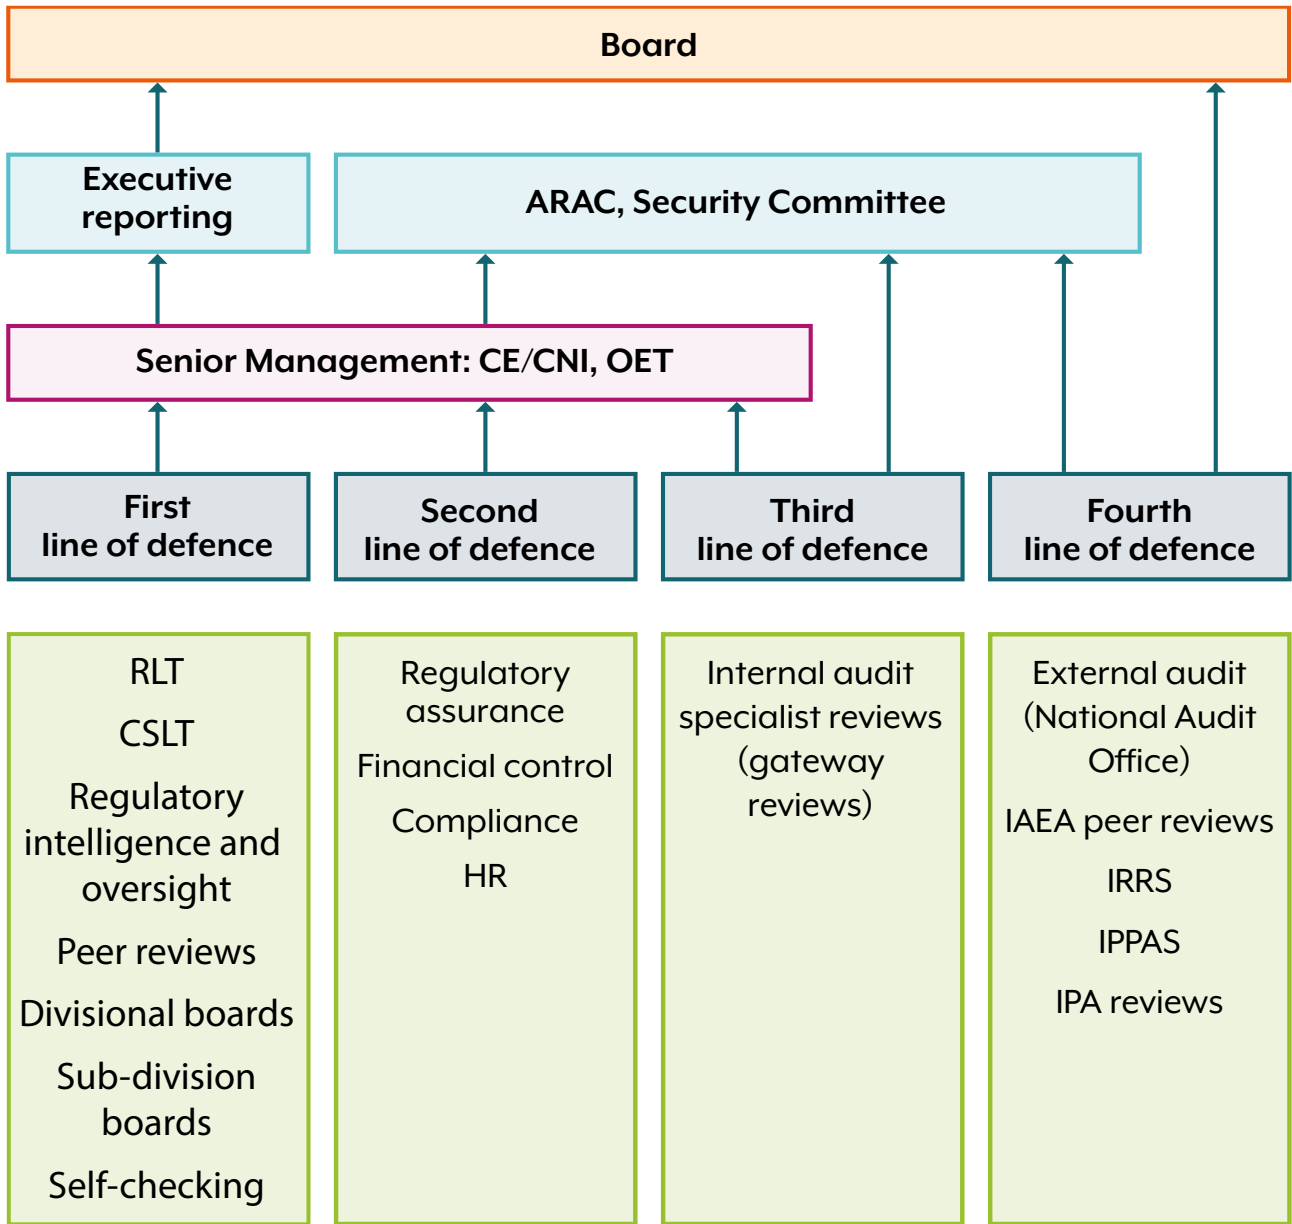 Board
Executive
reporting
ARAC, Security Committee
Senior Management: CE/CNI, OET
First
line of defence
Second
line of defence
Third
line of defence
Fourth
line of defence
RLT
CSLT
Regulatory
intelligence and
oversight
Peer reviews
Divisional boards
Sub-division
boards
Self-checking
Regulatory
assurance
Financial control
Compliance
HR
Internal audit
specialist reviews
(gateway
reviews)
External audit
(National Audit
Office)
IAEA peer reviews
IRRS
IPPAS
IPA reviews